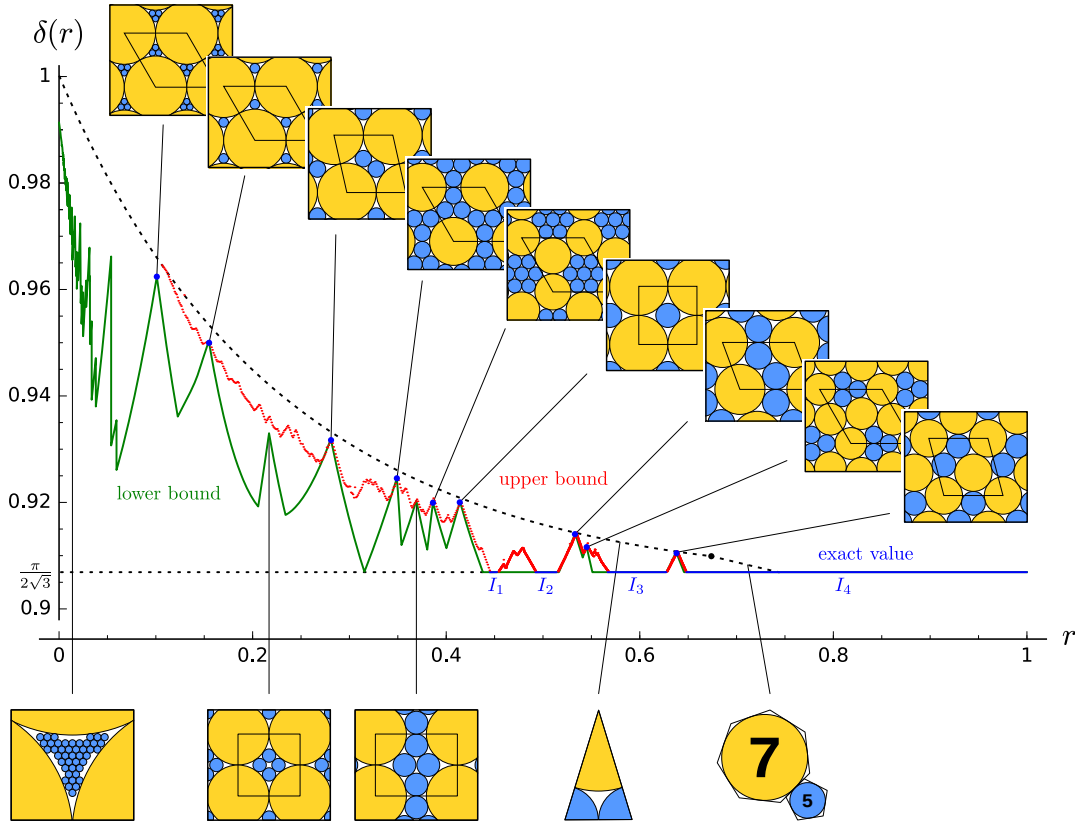 δ(r)
1
0.98
0.96
0.94
0.92
π
2√3
0.9
lower bound
upper bound
exact value
I₁ I₂ I₃ I₄
0 0.2 0.4 0.6 0.8 1 r
7
5